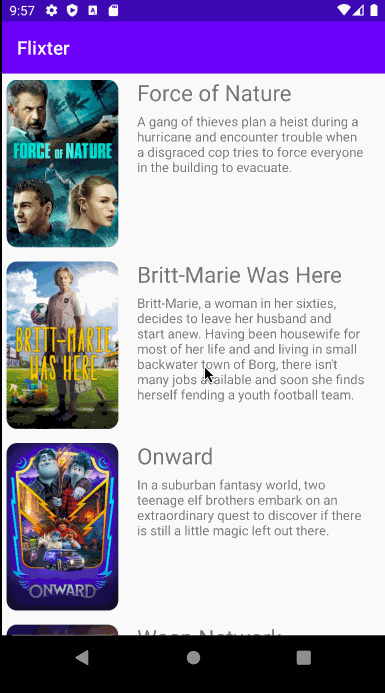 9:57
Flixter
Force of Nature
A gang of thieves plan a heist during a
hurricane and encounter trouble when
a disgraced cop tries to force everyone
in the building to evacuate.
FORCE OF NATURE
Britt-Marie Was Here
Britt-Marie, a woman in her sixties,
decides to leave her husband and
start anew. Having been housewife for
most of her life and and living in small
backwater town of Borg, there isn't
many jobs available and soon she finds
herself fending a youth football team.
BRITT-MARIE
WAS HERE
Onward
In a suburban fantasy world, two
teenage elf brothers embark on an
extraordinary quest to discover if there
is still a little magic left out there.
ONWARD